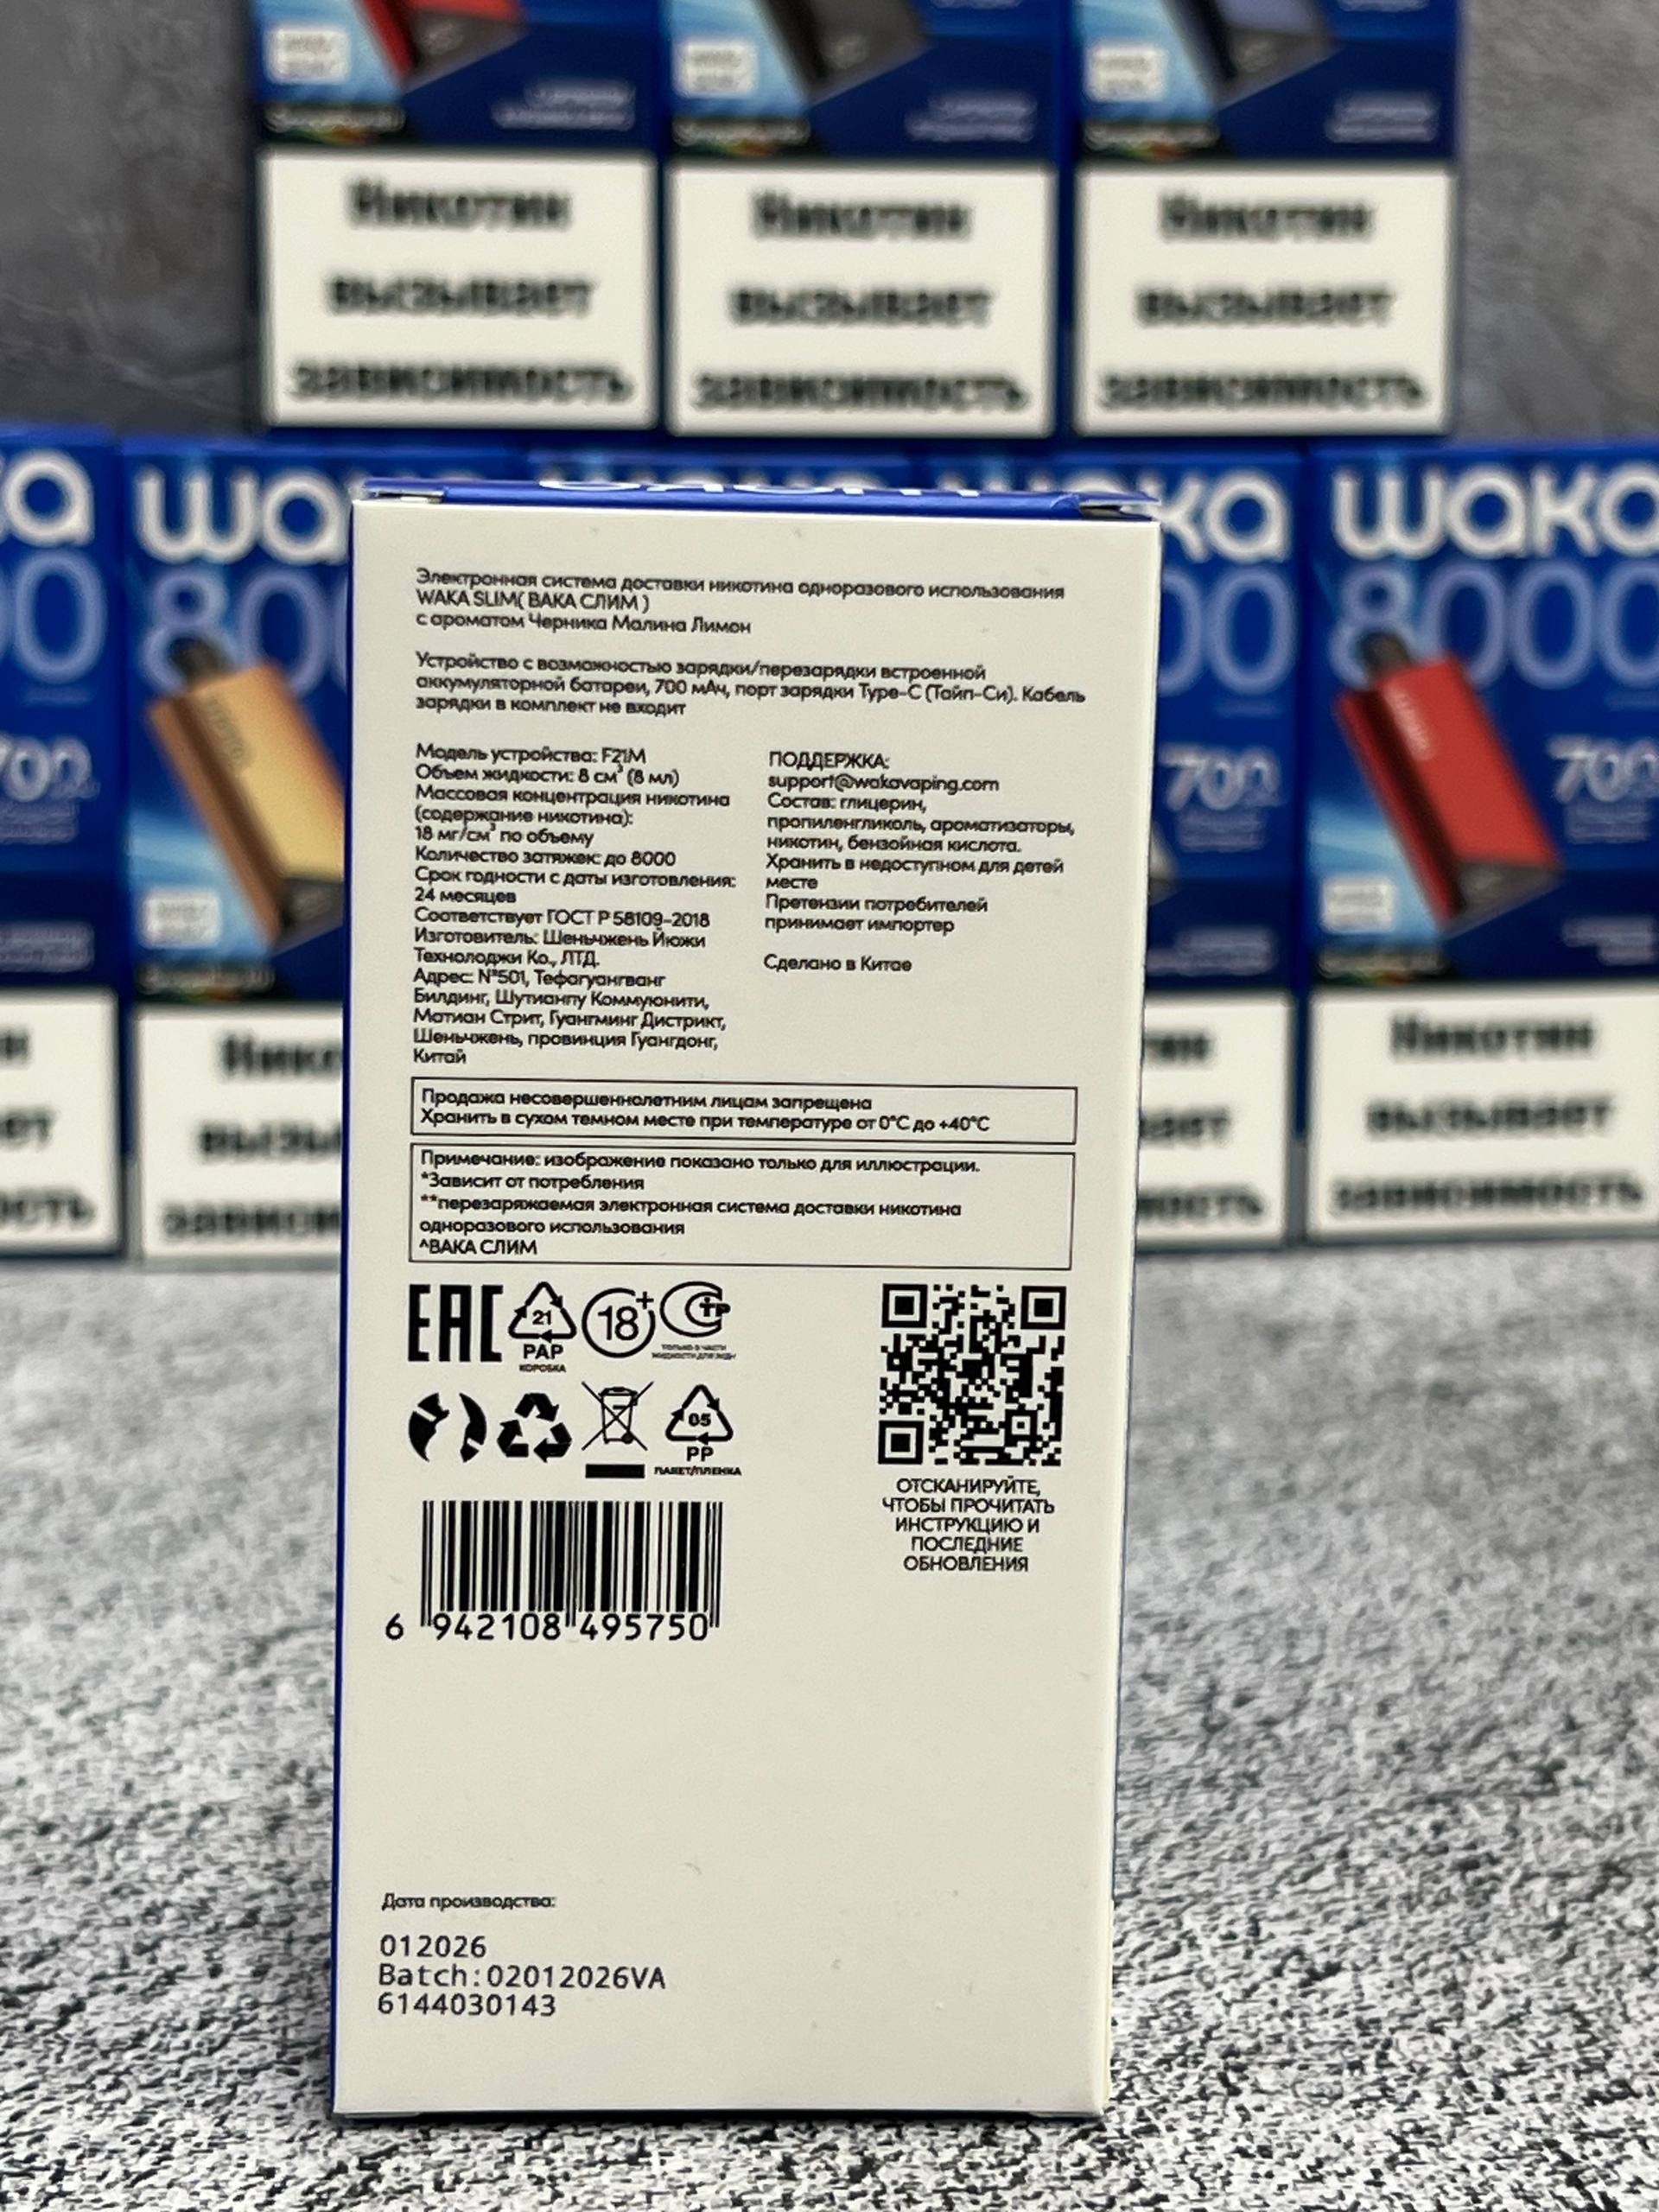 Никотин
вызывает
зависимость
Никотин
вызывает
зависимость
Никотин
вызывает
зависимость
waka
8000
700
Никотин
вызывает
зависимость
Электронная система доставки никотина одноразового использования
WAKA SLIM( ВАКА СЛИМ )
с ароматом Черника Малина Лимон
Устройство с возможностью зарядки/перезарядки встроенной
аккумуляторной батареи, 700 мАч, порт зарядки Type-C (Тайп-Си). Кабель
зарядки в комплект не входит
Модель устройства: F21M
Объем жидкости: 8 см³ (8 мл)
Массовая концентрация никотина
(содержание никотина):
18 мг/см³ по объему
Количество затяжек: до 8000
Срок годности с даты изготовления:
24 месяцев
Соответствует ГОСТ Р 58109-2018
Изготовитель: Шеньчжень Йюжи
Технолоджи Ко., ЛТД.
Адрес: №501, Тефагуангванг
Билдинг, Шутианпу Коммуюнити,
Матиан Стрит, Гуангминг Дистрикт,
Шеньчжень, провинция Гуангдонг,
Китай
ПОДДЕРЖКА:
support@wakavaping.com
Состав: глицерин,
пропиленгликоль, ароматизаторы,
никотин, бензойная кислота.
Хранить в недоступном для детей
месте
Претензии потребителей
принимает импортер
Сделано в Китае
Продажа несовершеннолетним лицам запрещена
Хранить в сухом темном месте при температуре от 0°C до +40°C
Примечание: изображение показано только для иллюстрации.
*Зависит от потребления
**перезаряжаемая электронная система доставки никотина
одноразового использования
^ВАКА СЛИМ
EAC
21
PAP
КОРОБКА
18+
ТОЛЬКО В ЧАСТИ
ЖИДКОСТИ ДЛЯ ЭСДН
05
PP
ПАКЕТ/ПЛЕНКА
ОТСКАНИРУЙТЕ,
ЧТОБЫ ПРОЧИТАТЬ
ИНСТРУКЦИЮ И
ПОСЛЕДНИЕ
ОБНОВЛЕНИЯ
6 942108 495750
Дата производства:
012026
Batch:02012026VA
6144030143